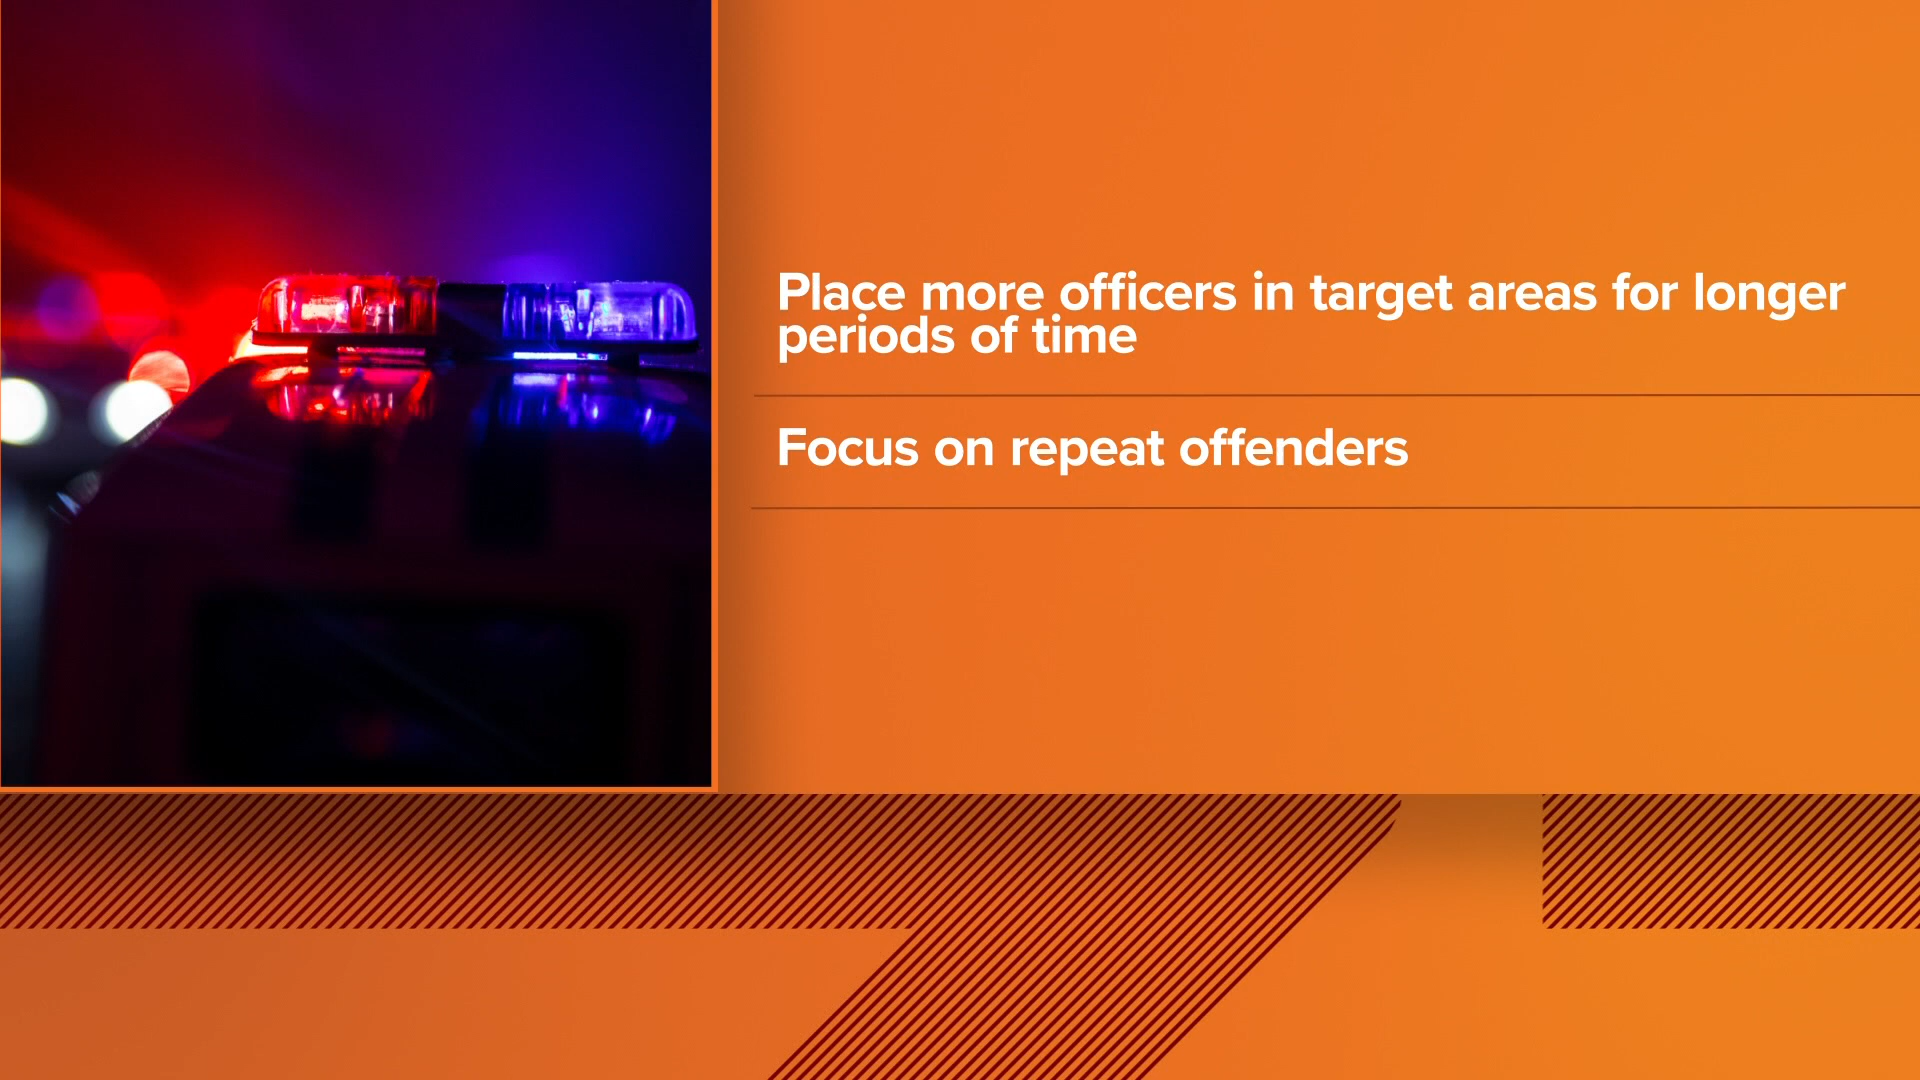 Place more officers in target areas for longer
periods of time
Focus on repeat offenders